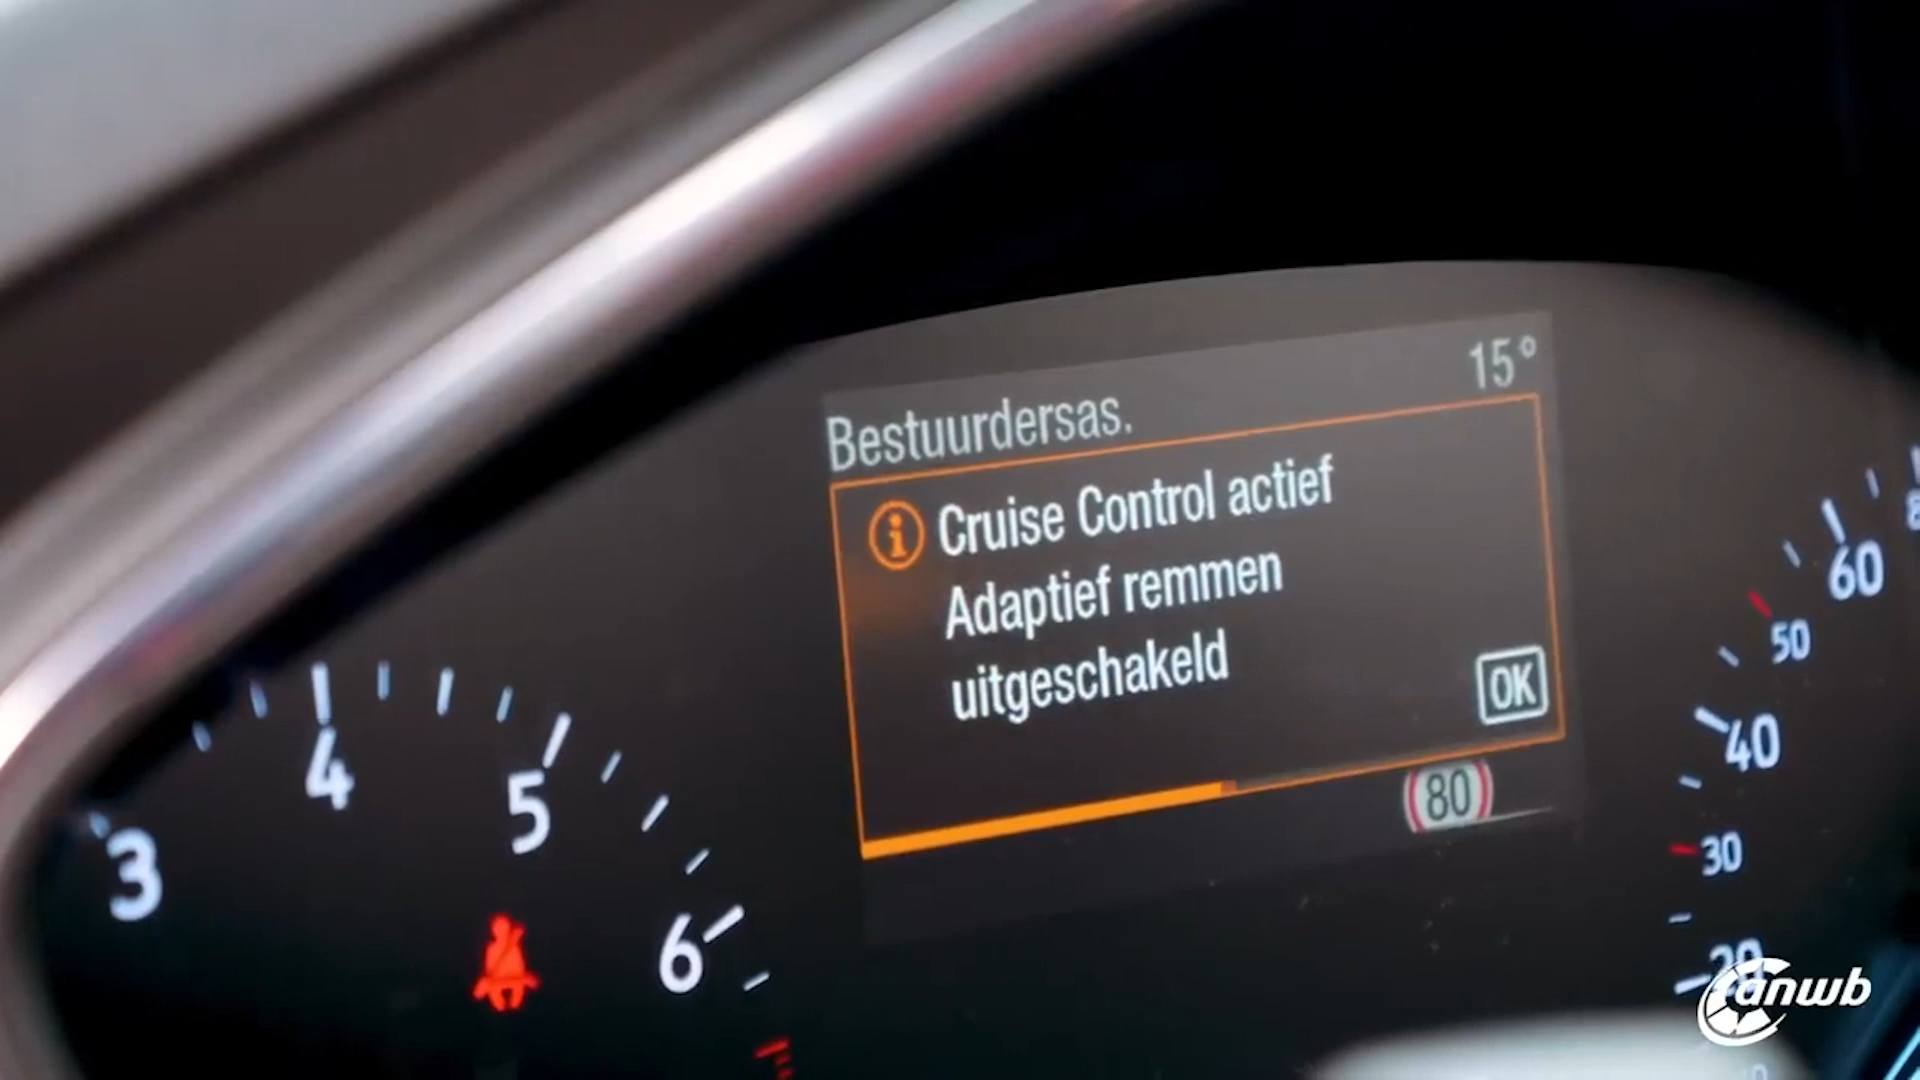 15°
Bestuurdersas.
Cruise Control actief
Adaptief remmen
uitgeschakeld
OK
80
3
4
5
6
60
50
40
30
20
anwb